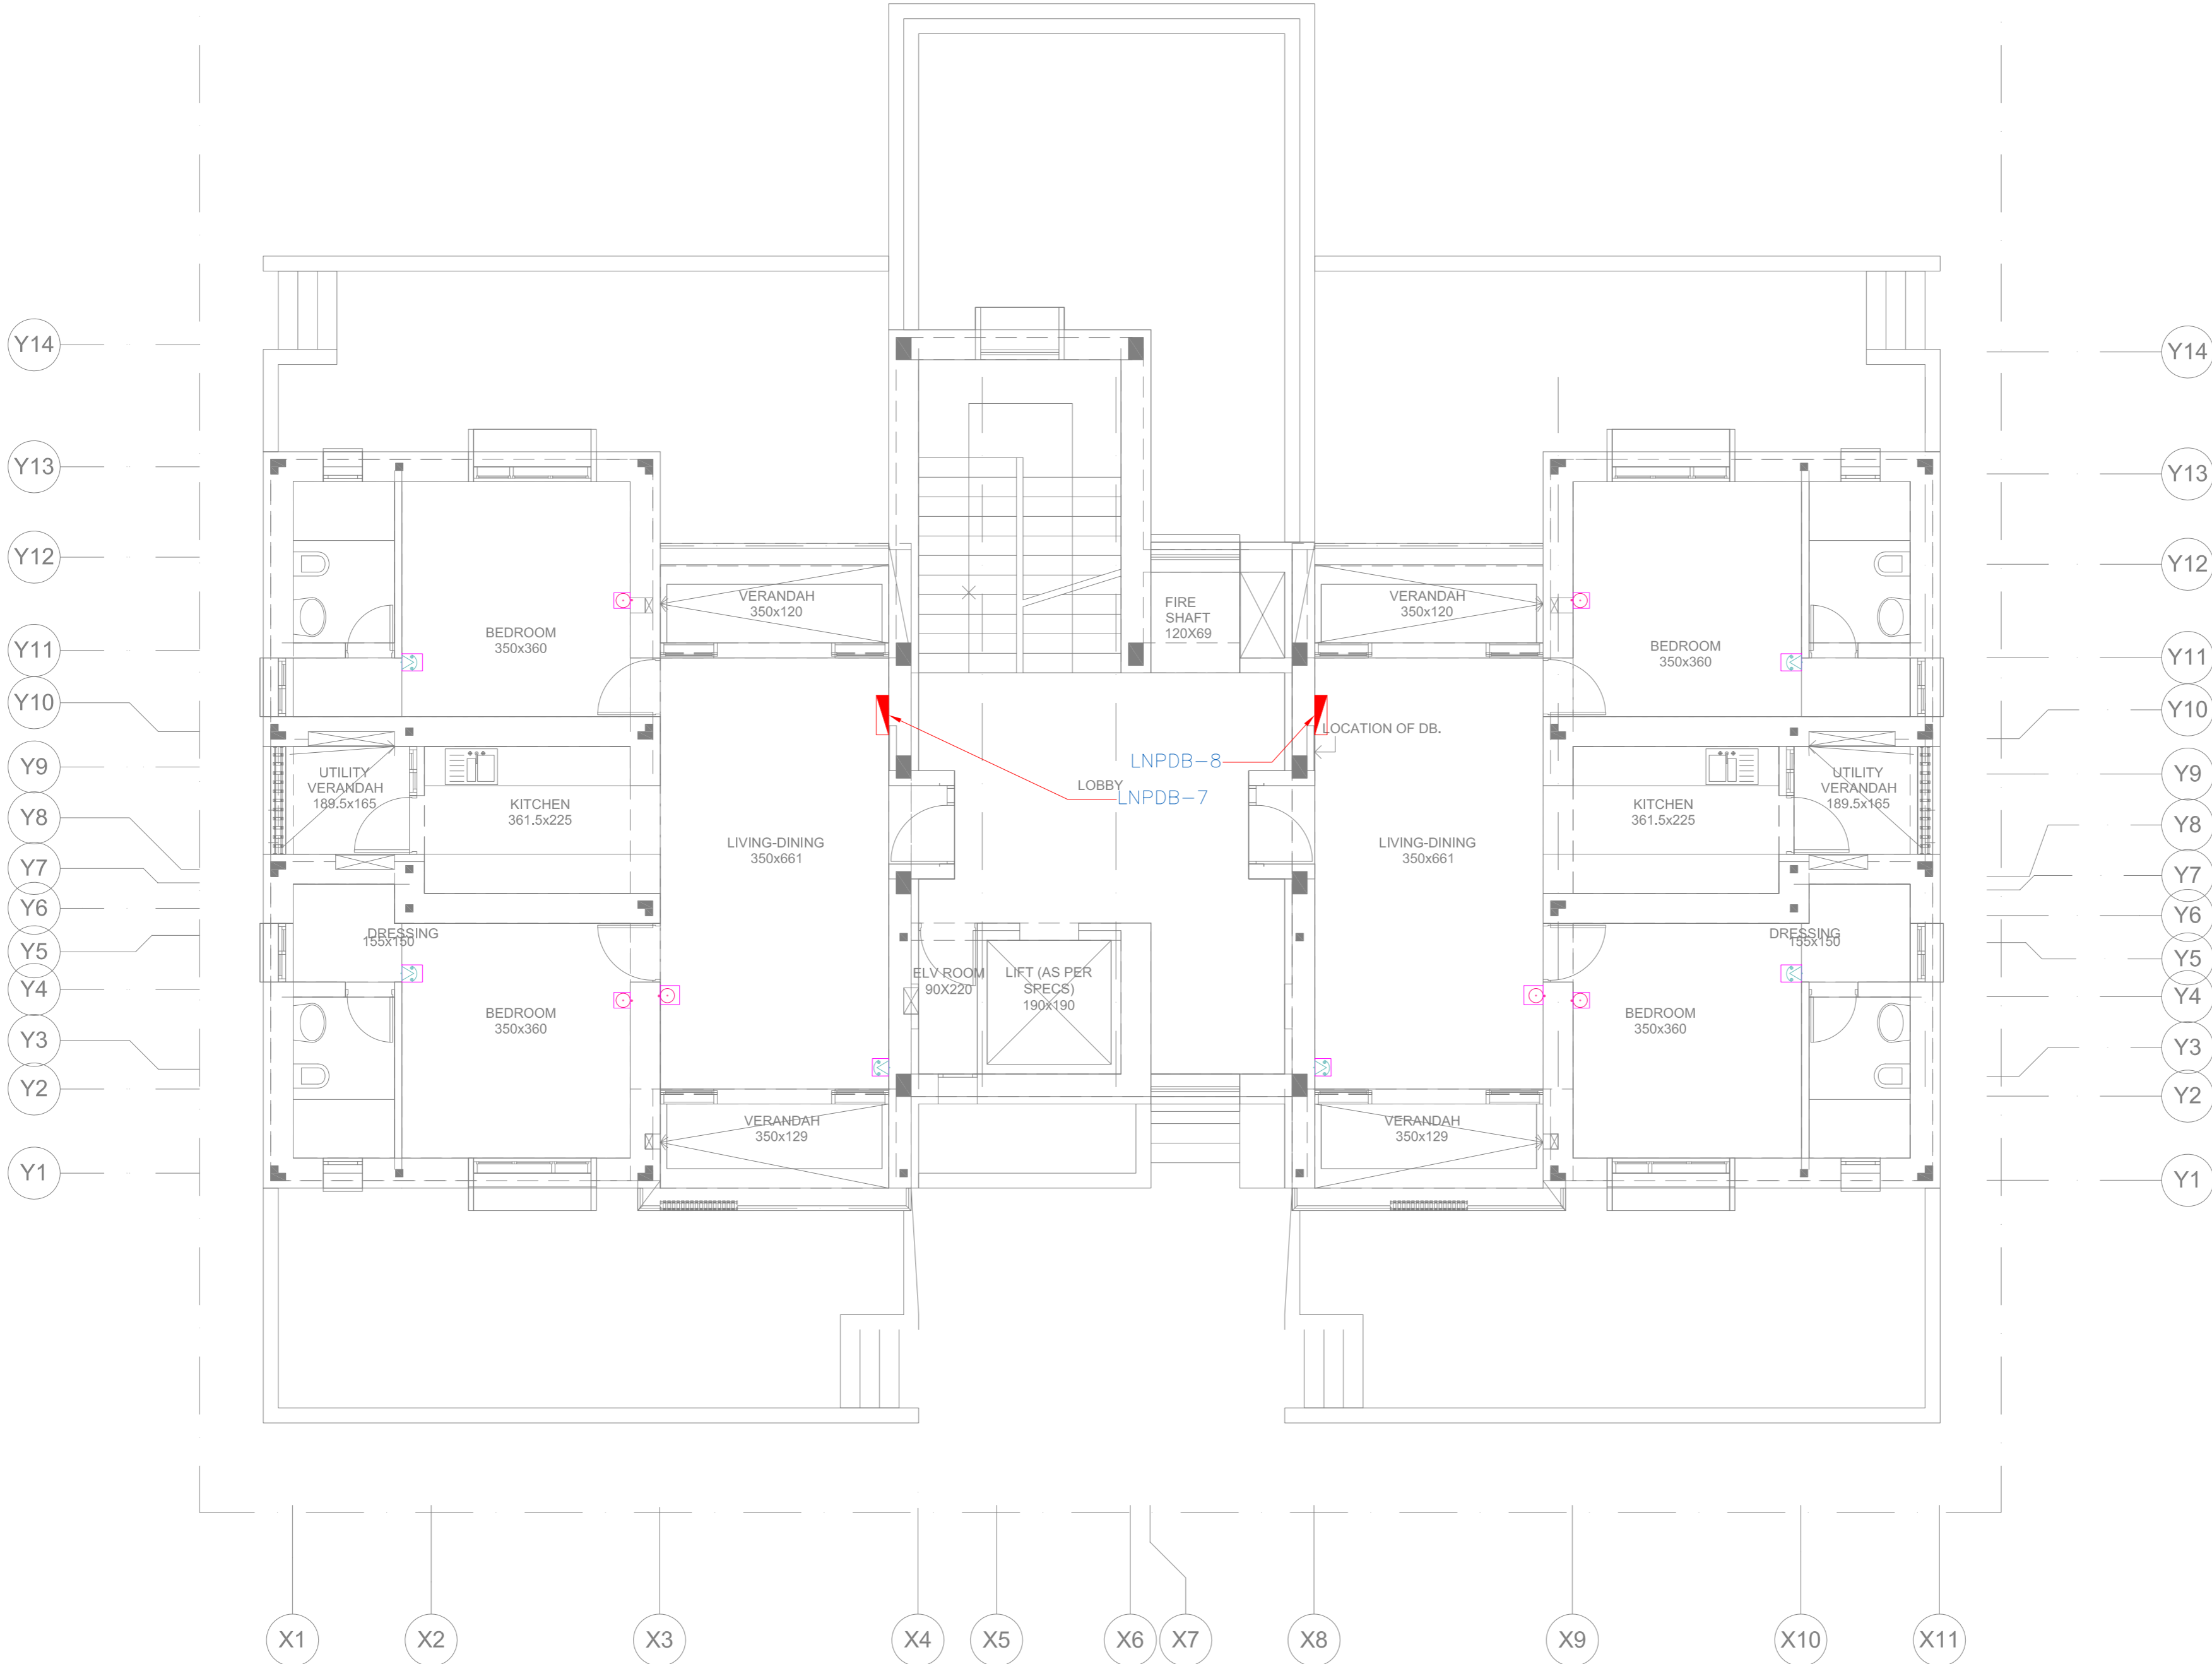 Y14
Y14
Y13
Y13
Y12
Y12
VERANDAH
350x120
FIRE
SHAFT
120X69
VERANDAH
350x120
BEDROOM
350x360
BEDROOM
350x360
Y11
Y11
Y10
Y10
LOCATION OF DB.
LNPDB-8
LOBBY
LNPDB-7
Y9
Y9
UTILITY
VERANDAH
189.5x165
KITCHEN
361.5x225
KITCHEN
361.5x225
UTILITY
VERANDAH
189.5x165
Y8
Y8
LIVING-DINING
350x661
LIVING-DINING
350x661
Y7
Y7
Y6
Y6
DRESSING
155x150
DRESSING
155x150
Y5
Y5
ELV ROOM
90X220
LIFT (AS PER
SPECS)
190x190
Y4
Y4
BEDROOM
350x360
BEDROOM
350x360
Y3
Y3
Y2
Y2
VERANDAH
350x129
VERANDAH
350x129
Y1
Y1
X1
X2
X3
X4
X5
X6
X7
X8
X9
X10
X11